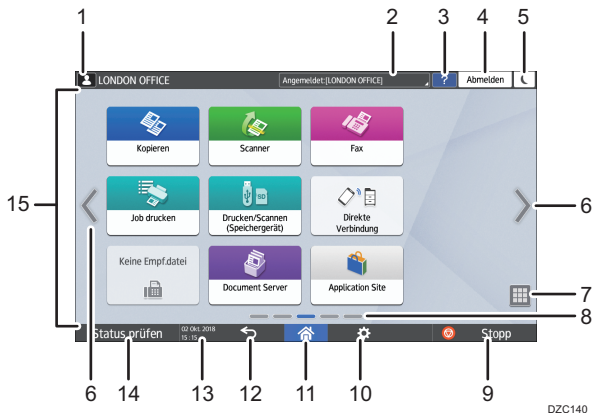 1
2
3
4
5
LONDON OFFICE
Angemeldet:[LONDON OFFICE]
?
Abmelden
Kopieren
Scanner
Fax
15
6
Job drucken
Drucken/Scannen
(Speichergerät)
Direkte
Verbindung
SD
Keine Empf.datei
Document Server
Application Site
7
8
Status prüfen
02 Okt. 2018
15 : 15
Stopp
6
14
13
12
11
10
9
DZC140